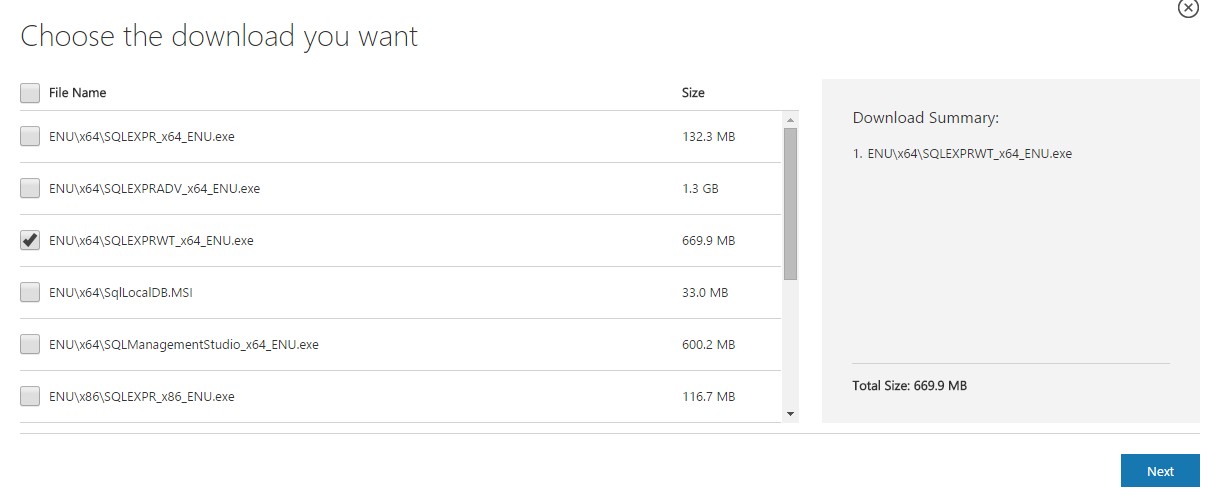 Choose the download you want
File Name Size
ENU\x64\SQLEXPR_x64_ENU.exe 132.3 MB
ENU\x64\SQLEXPRADV_x64_ENU.exe 1.3 GB
ENU\x64\SQLEXPRWT_x64_ENU.exe 669.9 MB
ENU\x64\SqlLocalDB.MSI 33.0 MB
ENU\x64\SQLManagementStudio_x64_ENU.exe 600.2 MB
ENU\x86\SQLEXPR_x86_ENU.exe 116.7 MB
Download Summary:
1. ENU\x64\SQLEXPRWT_x64_ENU.exe
Total Size: 669.9 MB
Next